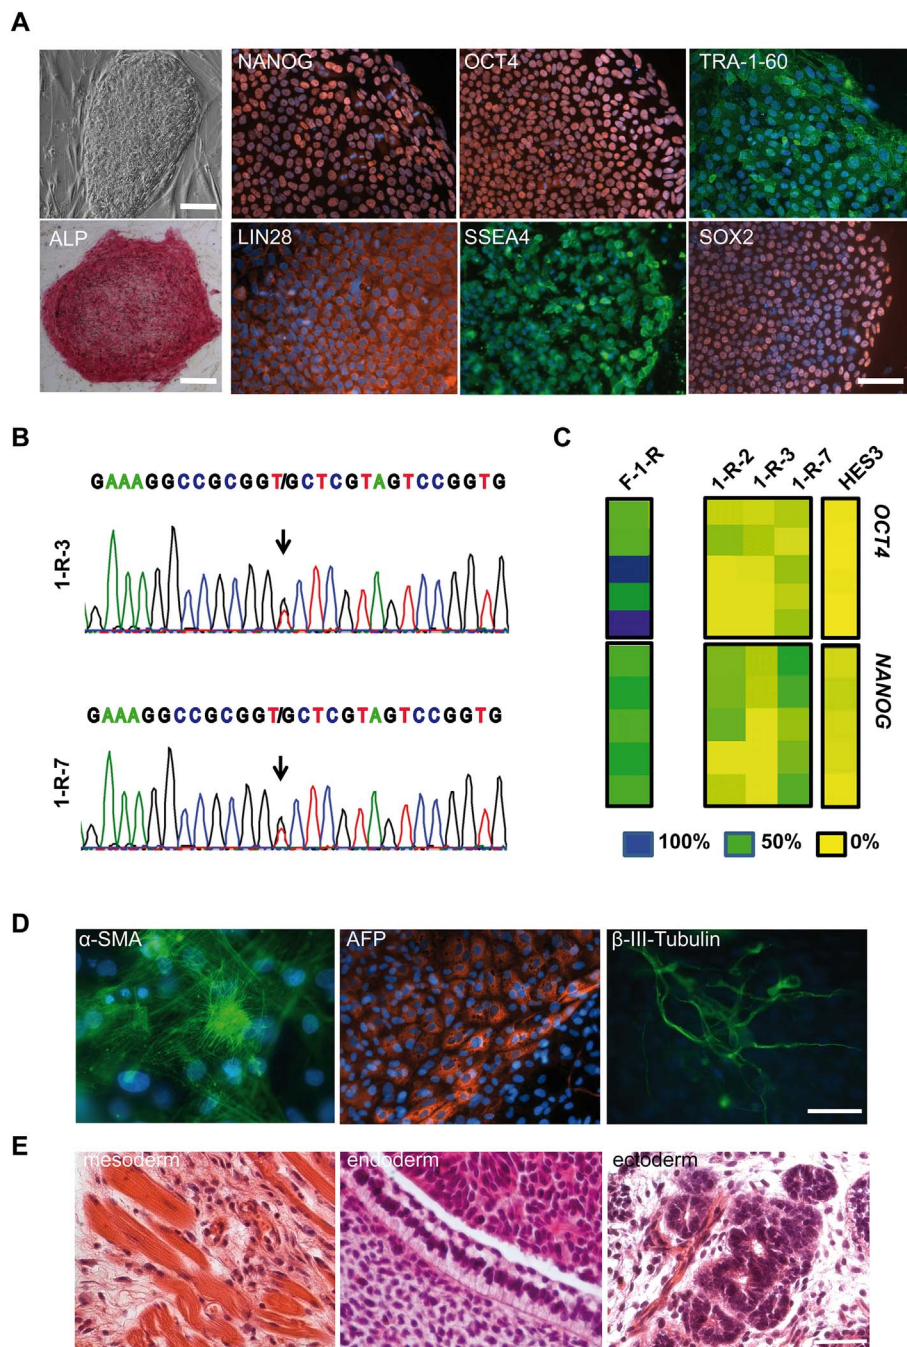 A
NANOG
OCT4
TRA-1-60
ALP
LIN28
SSEA4
SOX2
B
GAAAGGCCGCGGT/GCTCGTAGTCCGGTG
1-R-3
GAAAGGCCGCGGT/GCTCGTAGTCCGGTG
1-R-7
C
F-1-R
1-R-2
1-R-3
1-R-7
HES3
OCT4
NANOG
100%
50%
0%
D
α-SMA
AFP
β-III-Tubulin
E
mesoderm
endoderm
ectoderm